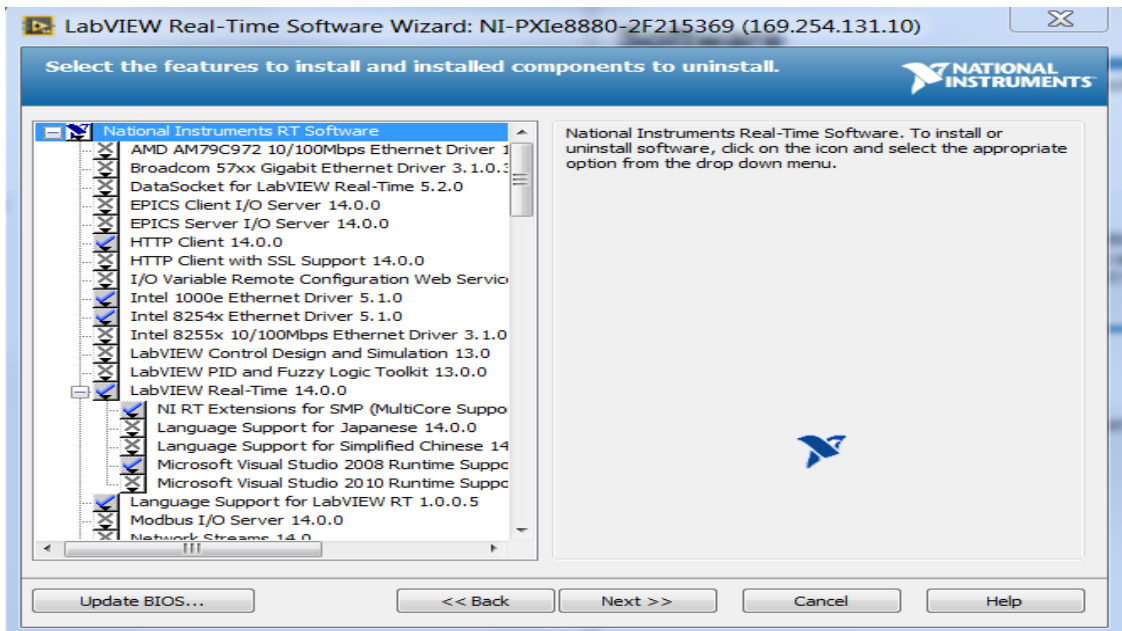 LabVIEW Real-Time Software Wizard: NI-PXIe8880-2F215369 (169.254.131.10)
Select the features to install and installed components to uninstall.
NATIONAL
INSTRUMENTS
National Instruments RT Software
AMD AM79C972 10/100Mbps Ethernet Driver 1
Broadcom 57xx Gigabit Ethernet Driver 3.1.0.3
DataSocket for LabVIEW Real-Time 5.2.0
EPICS Client I/O Server 14.0.0
EPICS Server I/O Server 14.0.0
HTTP Client 14.0.0
HTTP Client with SSL Support 14.0.0
I/O Variable Remote Configuration Web Servic
Intel 1000e Ethernet Driver 5.1.0
Intel 8254x Ethernet Driver 5.1.0
Intel 8255x 10/100Mbps Ethernet Driver 3.1.0
LabVIEW Control Design and Simulation 13.0
LabVIEW PID and Fuzzy Logic Toolkit 13.0.0
LabVIEW Real-Time 14.0.0
NI RT Extensions for SMP (MultiCore Suppo
Language Support for Japanese 14.0.0
Language Support for Simplified Chinese 14
Microsoft Visual Studio 2008 Runtime Suppo
Microsoft Visual Studio 2010 Runtime Suppo
Language Support for LabVIEW RT 1.0.0.5
Modbus I/O Server 14.0.0
Network Streams 14.0
National Instruments Real-Time Software. To install or
uninstall software, click on the icon and select the appropriate
option from the drop down menu.
Update BIOS...
<< Back
Next >>
Cancel
Help